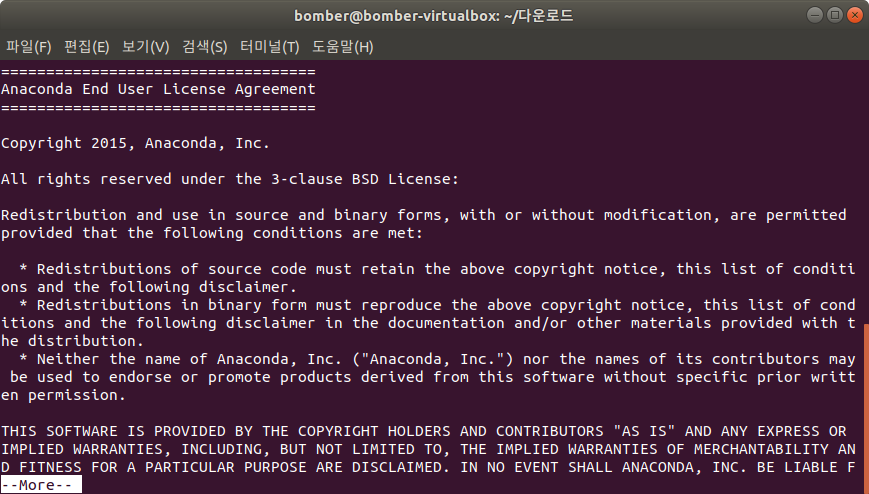 bomber@bomber-virtualbox: ~/다운로드
파일(F) 편집(E) 보기(V) 검색(S) 터미널(T) 도움말(H)
===================================
Anaconda End User License Agreement
===================================
Copyright 2015, Anaconda, Inc.
All rights reserved under the 3-clause BSD License:
Redistribution and use in source and binary forms, with or without modification, are permitted
provided that the following conditions are met:
  * Redistributions of source code must retain the above copyright notice, this list of conditi
ons and the following disclaimer.
  * Redistributions in binary form must reproduce the above copyright notice, this list of cond
itions and the following disclaimer in the documentation and/or other materials provided with t
he distribution.
  * Neither the name of Anaconda, Inc. ("Anaconda, Inc.") nor the names of its contributors may
 be used to endorse or promote products derived from this software without specific prior writt
en permission.
THIS SOFTWARE IS PROVIDED BY THE COPYRIGHT HOLDERS AND CONTRIBUTORS "AS IS" AND ANY EXPRESS OR
IMPLIED WARRANTIES, INCLUDING, BUT NOT LIMITED TO, THE IMPLIED WARRANTIES OF MERCHANTABILITY AN
D FITNESS FOR A PARTICULAR PURPOSE ARE DISCLAIMED. IN NO EVENT SHALL ANACONDA, INC. BE LIABLE F
--More--